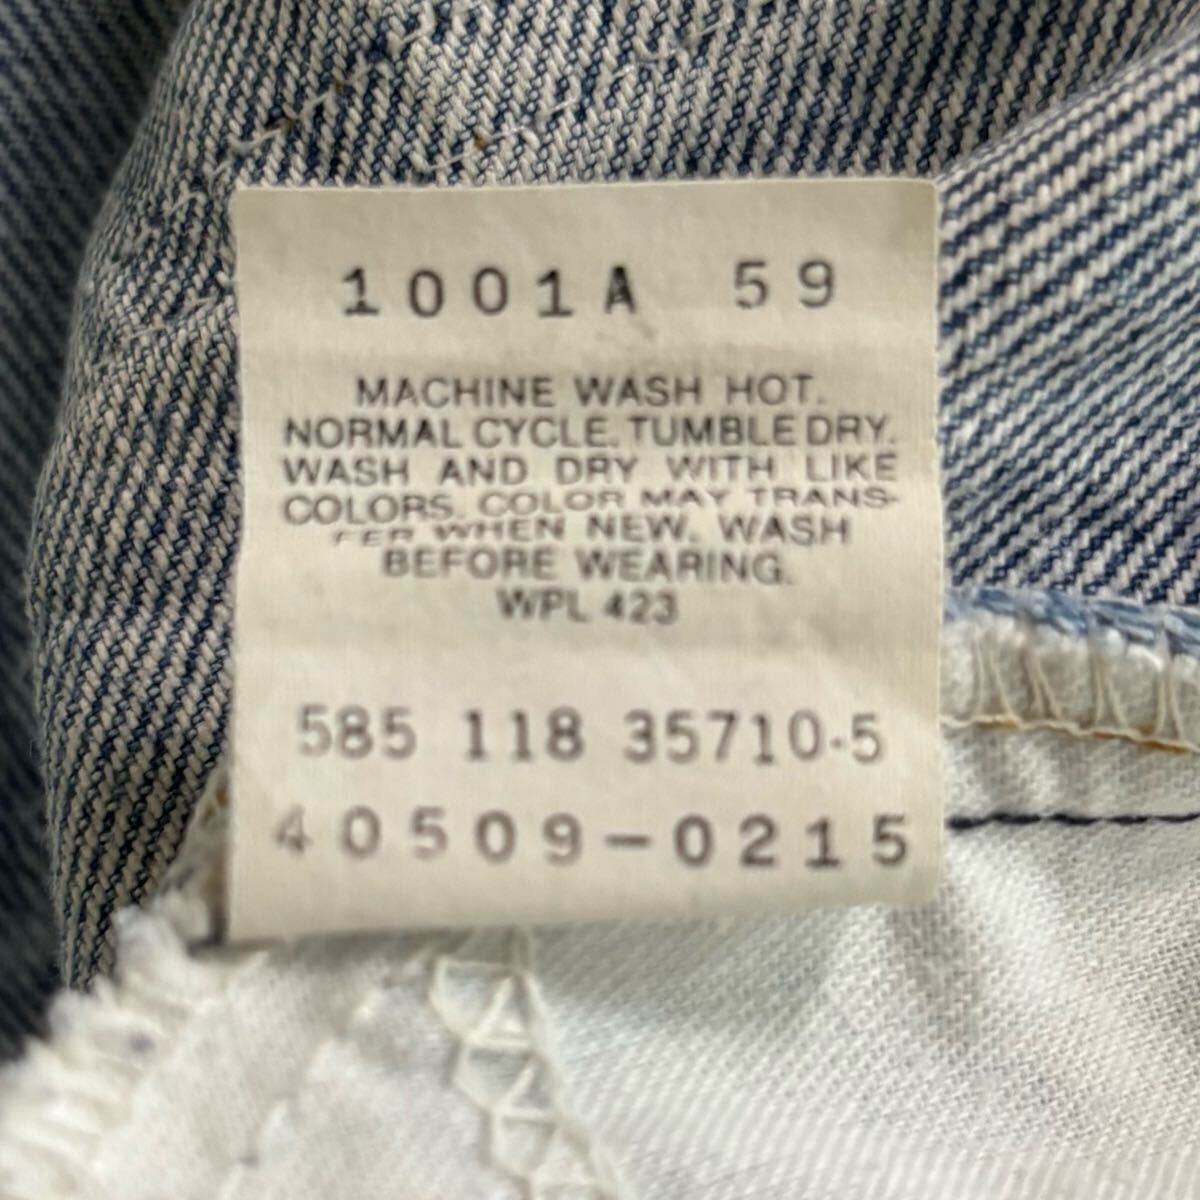 1001A 59
MACHINE WASH HOT.
NORMAL CYCLE. TUMBLE DRY.
WASH AND DRY WITH LIKE
COLORS. COLOR MAY TRANS-
FER WHEN NEW. WASH
BEFORE WEARING.
WPL 423
585 118 35710-5
40509-0215